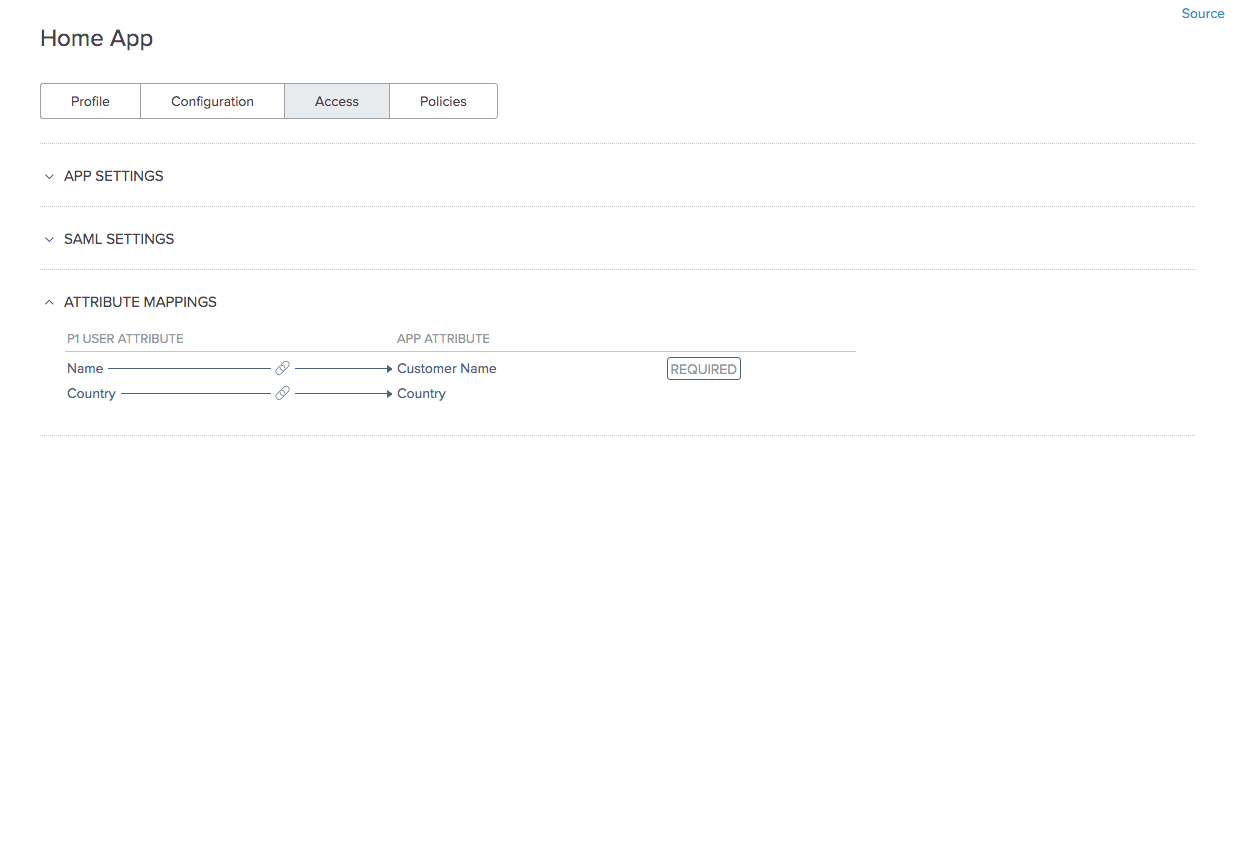 Source
Home App
Profile Configuration Access Policies
APP SETTINGS
SAML SETTINGS
ATTRIBUTE MAPPINGS
P1 USER ATTRIBUTE APP ATTRIBUTE
Name Customer Name REQUIRED
Country Country